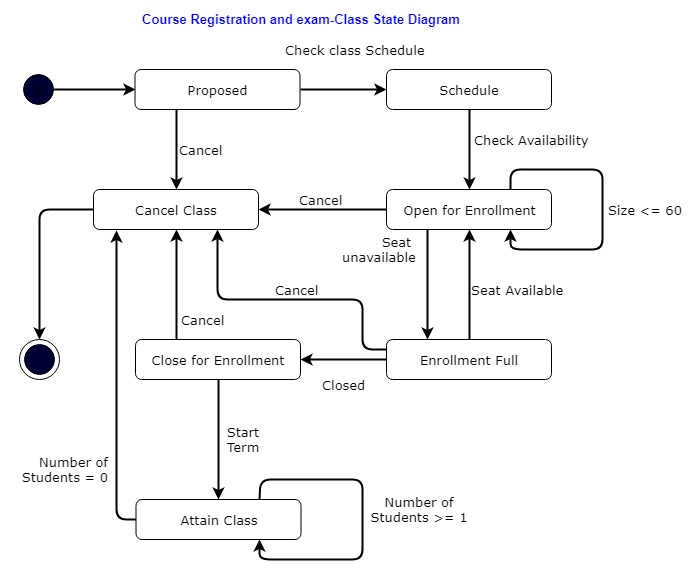 Course Registration and exam-Class State Diagram
Check class Schedule
Proposed
Schedule
Cancel
Check Availability
Cancel Class
Cancel
Open for Enrollment
Size <= 60
Seat
unavailable
Cancel
Seat Available
Cancel
Close for Enrollment
Enrollment Full
Closed
Start
Term
Number of
Students = 0
Attain Class
Number of
Students >= 1